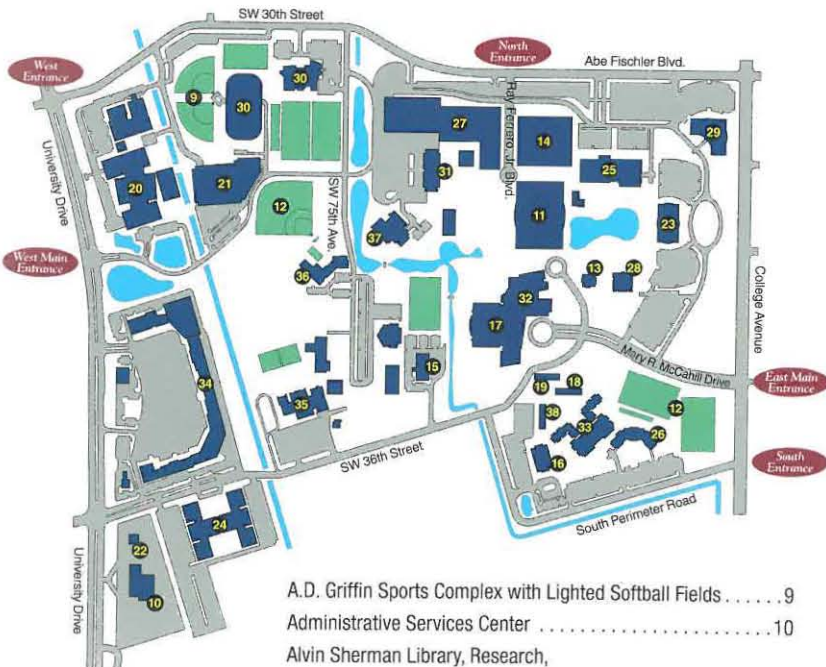 SW 30th Street
West
Entrance
North
Entrance
Abe Fischler Blvd.
9
30
30
27
14
29
Ray Ferrero, Jr. Blvd.
University Drive
20
21
31
25
12
SW 75th Ave.
11
23
37
West Main
Entrance
36
13
28
32
17
College Avenue
34
15
Mary R. McCahill Drive
East Main
Entrance
19
18
12
35
38
33
26
16
SW 36th Street
South
Entrance
South Perimeter Road
24
22
10
University Drive
A.D. Griffin Sports Complex with Lighted Softball Fields . . . . . . 9
Administrative Services Center . . . . . . . . . . . . . . . . . . . . . . . . 10
Alvin Sherman Library, Research,